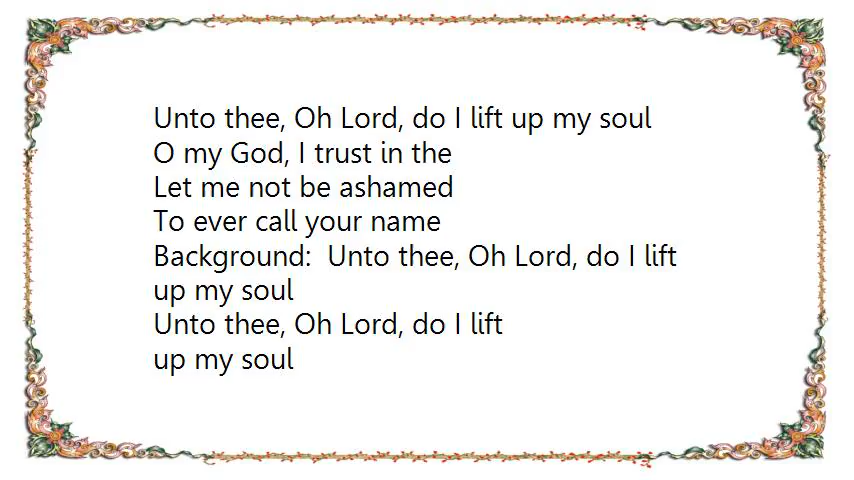 Unto thee, Oh Lord, do I lift up my soul
O my God, I trust in the
Let me not be ashamed
To ever call your name
Background:  Unto thee, Oh Lord, do I lift
up my soul
Unto thee, Oh Lord, do I lift
up my soul